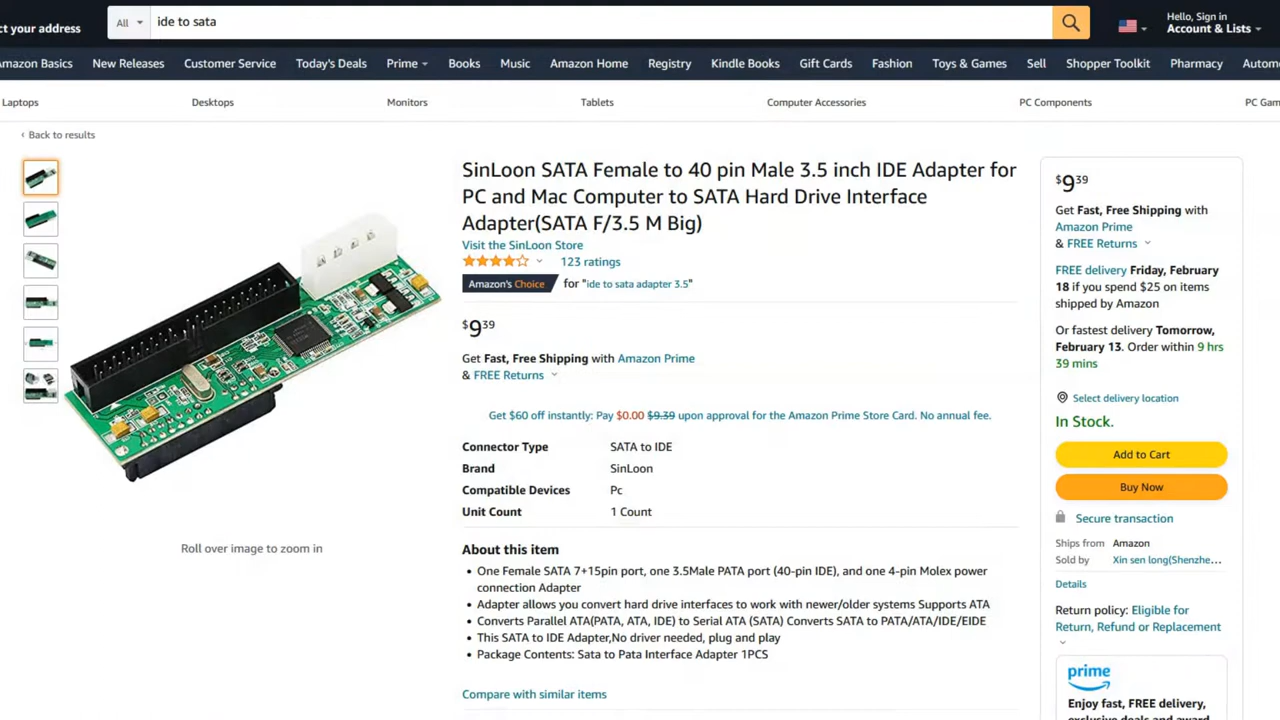 ct your address
All
ide to sata
Hello, Sign in
Account & Lists
mazon Basics
New Releases
Customer Service
Today's Deals
Prime
Books
Music
Amazon Home
Registry
Kindle Books
Gift Cards
Fashion
Toys & Games
Sell
Shopper Toolkit
Pharmacy
Autom
Laptops
Desktops
Monitors
Tablets
Computer Accessories
PC Components
PC Gam
‹ Back to results
SinLoon SATA Female to 40 pin Male 3.5 inch IDE Adapter for
PC and Mac Computer to SATA Hard Drive Interface
Adapter(SATA F/3.5 M Big)
Visit the SinLoon Store
123 ratings
Amazon's Choice for "ide to sata adapter 3.5"
$9 39
Get Fast, Free Shipping with Amazon Prime
& FREE Returns
Get $60 off instantly: Pay $0.00 $9.39 upon approval for the Amazon Prime Store Card. No annual fee.
Connector Type SATA to IDE
Brand SinLoon
Compatible Devices Pc
Unit Count 1 Count
About this item
• One Female SATA 7+15pin port, one 3.5Male PATA port (40-pin IDE), and one 4-pin Molex power
connection Adapter
• Adapter allows you convert hard drive interfaces to work with newer/older systems Supports ATA
• Converts Parallel ATA(PATA, ATA, IDE) to Serial ATA (SATA) Converts SATA to PATA/ATA/IDE/EIDE
• This SATA to IDE Adapter,No driver needed, plug and play
• Package Contents: Sata to Pata Interface Adapter 1PCS
Compare with similar items
Roll over image to zoom in
$9 39
Get Fast, Free Shipping with
Amazon Prime
& FREE Returns
FREE delivery Friday, February
18 if you spend $25 on items
shipped by Amazon
Or fastest delivery Tomorrow,
February 13. Order within 9 hrs
39 mins
Select delivery location
In Stock.
Add to Cart
Buy Now
Secure transaction
Ships from Amazon
Sold by Xin sen long(Shenzhe...
Details
Return policy: Eligible for
Return, Refund or Replacement
prime
Enjoy fast, FREE delivery,
exclusive deals and award